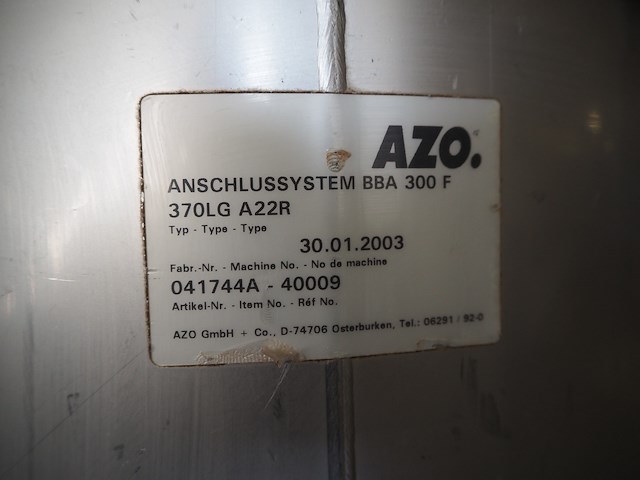 AZO.
ANSCHLUSSYSTEM BBA 300 F
370LG A22R
Typ - Type - Type
30.01.2003
Fabr.-Nr. - Machine No. - No de machine
041744A - 40009
Artikel-Nr. - Item No. - Réf No.
AZO GmbH + Co., D-74706 Osterburken, Tel.: 06291 / 92-0